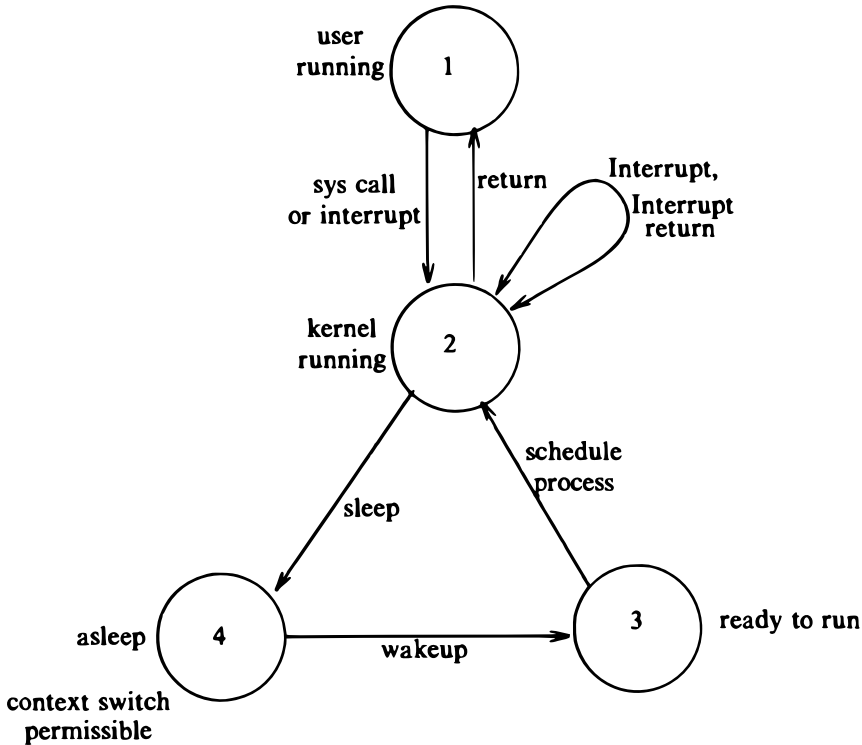 user
running
1
sys call
or interrupt
return
Interrupt,
Interrupt
return
kernel
running
2
schedule
process
sleep
asleep
4
wakeup
3
ready to run
context switch
permissible